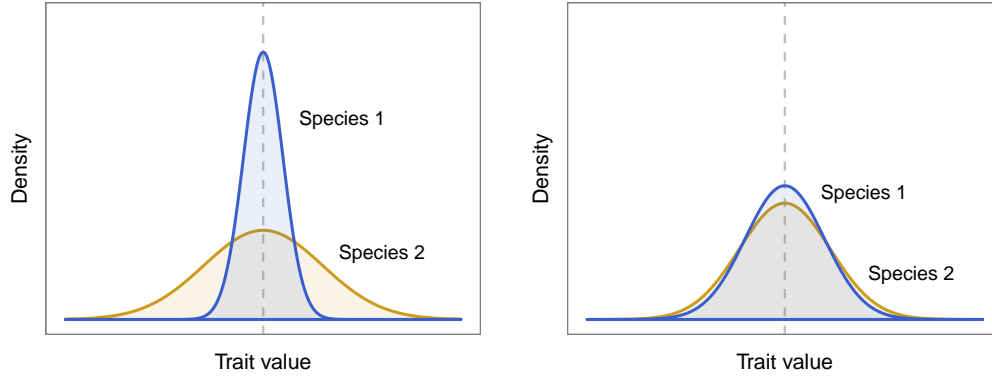 Density
Species 1
Species 2
Trait value
Density
Species 1
Species 2
Trait value